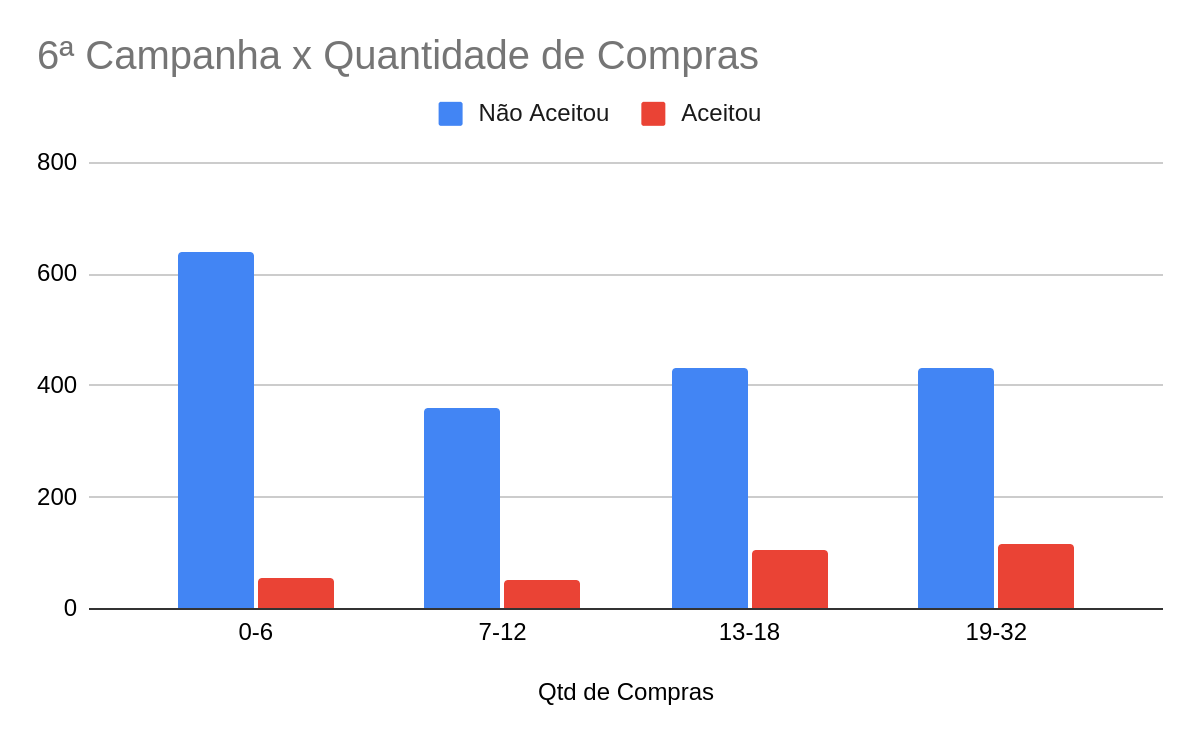 6ª Campanha x Quantidade de Compras
Não Aceitou Aceitou
800
600
400
200
0
0-6 7-12 13-18 19-32
Qtd de Compras